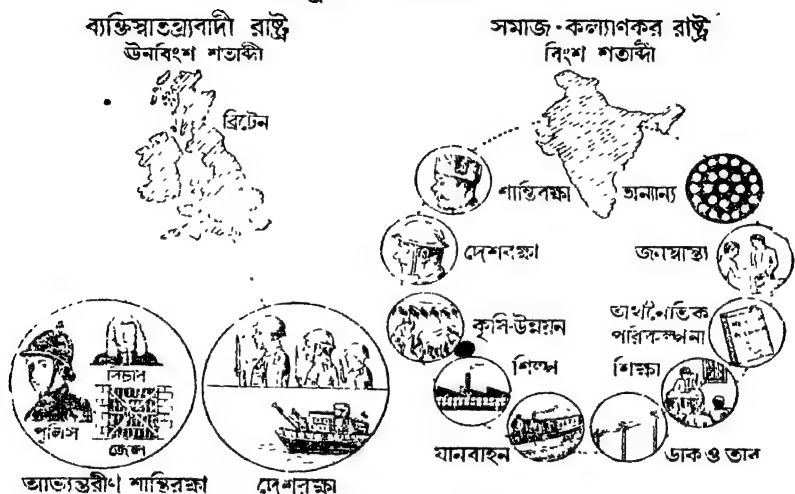 ব্যক্তিস্বাতন্ত্র্যবাদী রাষ্ট্র
ঊনবিংশ শতাব্দী
ব্রিটেন
পুলিস
বিচার
জেল
আভ্যন্তরীণ শান্তিরক্ষা
দেশরক্ষা
সমাজ-কল্যাণকর রাষ্ট্র
বিংশ শতাব্দী
শান্তিরক্ষা
অন্যান্য
দেশরক্ষা
জনস্বাস্থ্য
কৃষি-উন্নয়ন
অর্থনৈতিক
পরিকল্পনা
শিল্প
শিক্ষা
যানবাহন
ডাক ও তার